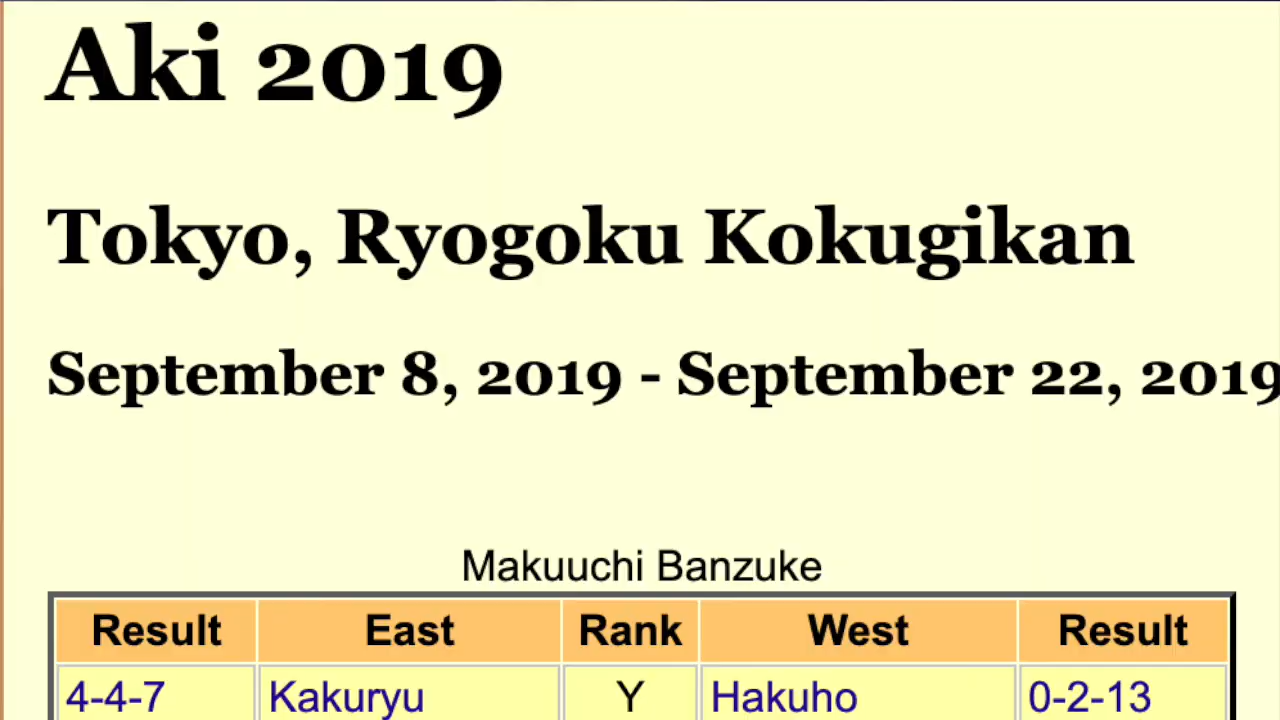 Aki 2019
Tokyo, Ryogoku Kokugikan
September 8, 2019 - September 22, 2019
Makuuchi Banzuke
Result East Rank West Result
4-4-7 Kakuryu Y Hakuho 0-2-13